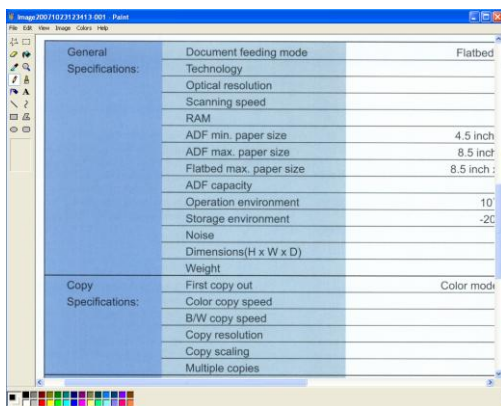 Image20071023123413-001 - Paint
File Edit View Image Colors Help
General Document feeding mode Flatbed
Specifications: Technology
Optical resolution
Scanning speed
RAM
ADF min. paper size 4.5 inch
ADF max. paper size 8.5 inch
Flatbed max. paper size 8.5 inch
ADF capacity
Operation environment 10
Storage environment -20
Noise
Dimensions(H x W x D)
Weight
Copy First copy out Color mode
Specifications: Color copy speed
B/W copy speed
Copy resolution
Copy scaling
Multiple copies